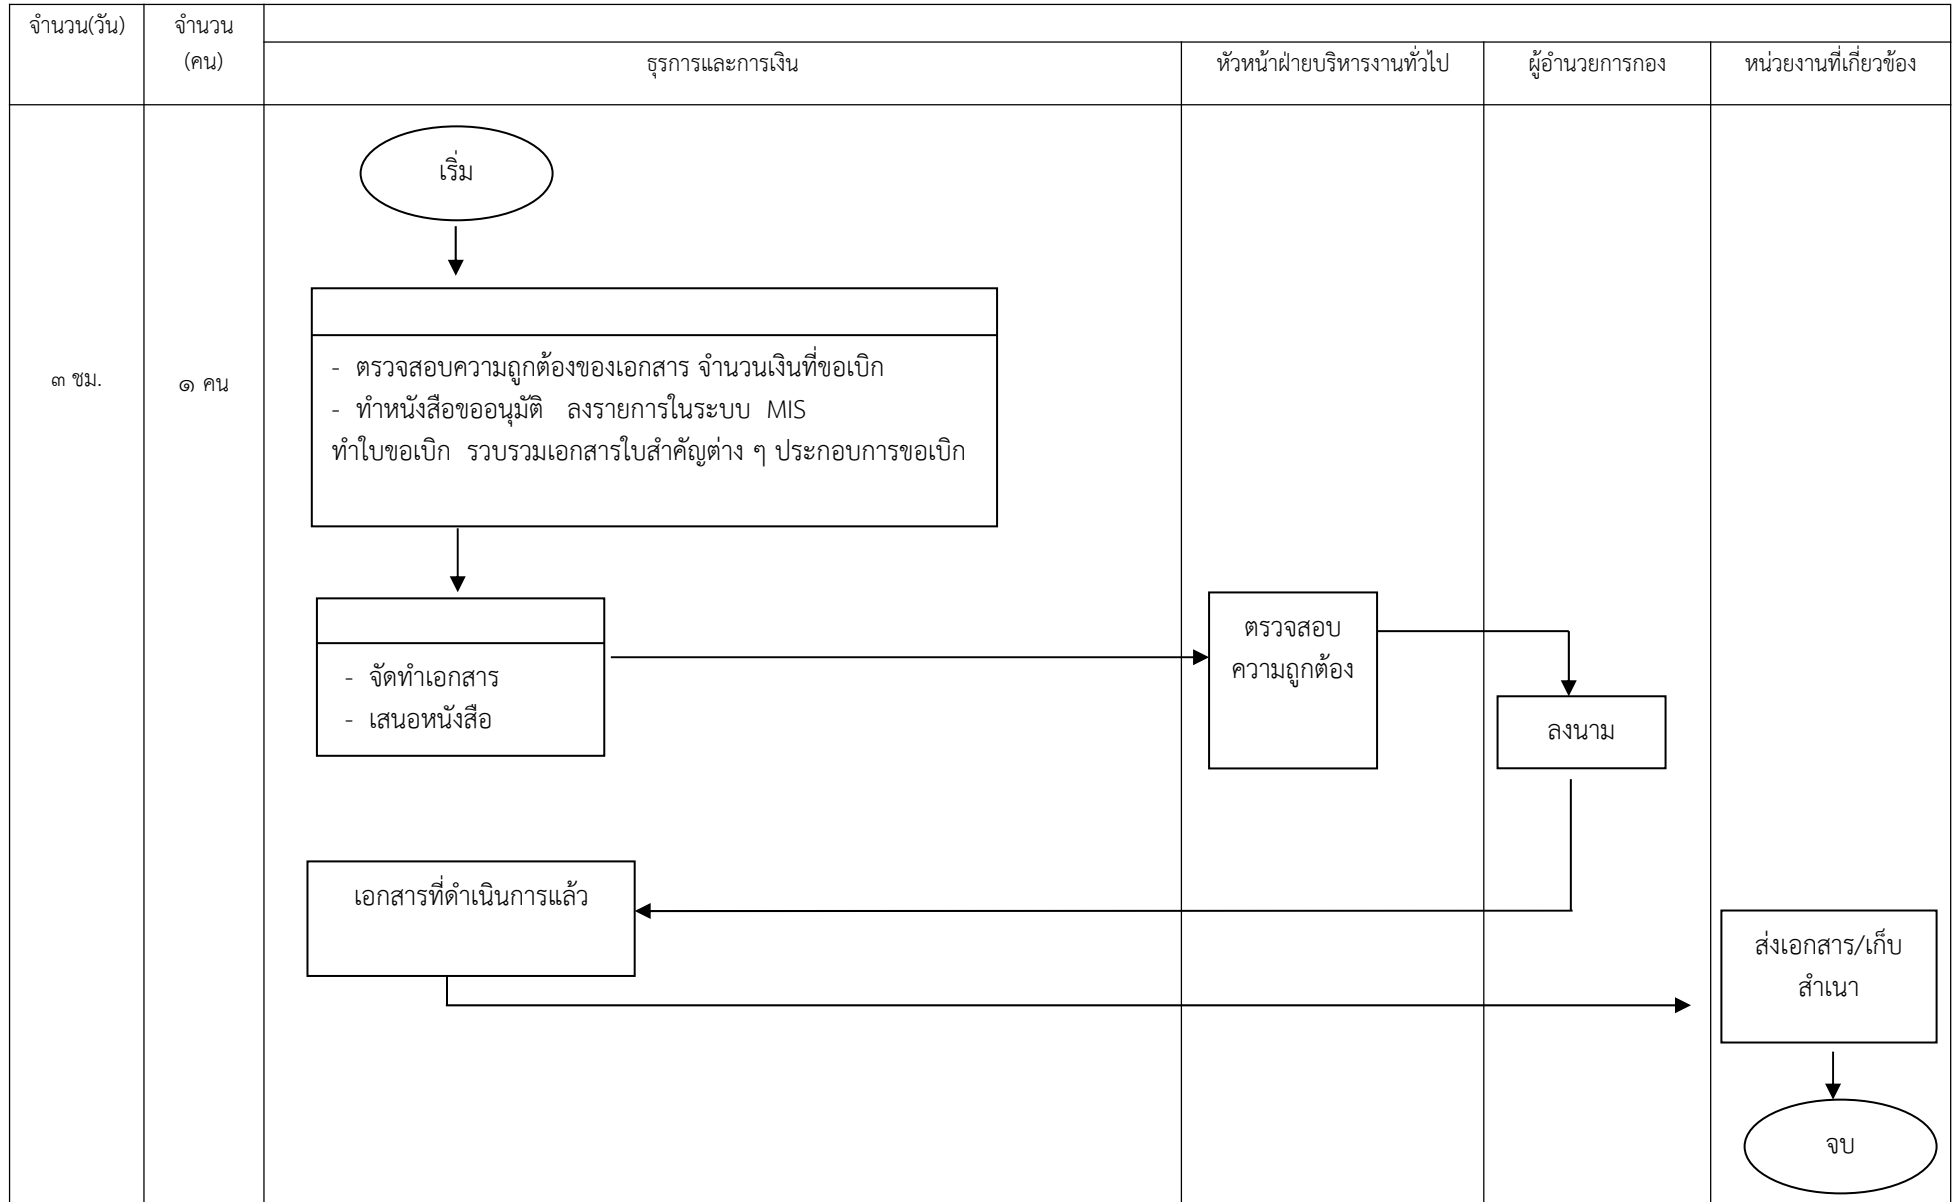 จำนวน(วัน)
จำนวน
(คน)
ธุรการและการเงิน
หัวหน้าฝ่ายบริหารงานทั่วไป
ผู้อำนวยการกอง
หน่วยงานที่เกี่ยวข้อง
เริ่ม
๓ ชม.
๑ คน
- ตรวจสอบความถูกต้องของเอกสาร จำนวนเงินที่ขอเบิก
- ทำหนังสือขออนุมัติ ลงรายการในระบบ MIS
ทำใบขอเบิก รวบรวมเอกสารใบสำคัญต่าง ๆ ประกอบการขอเบิก
- จัดทำเอกสาร
- เสนอหนังสือ
ตรวจสอบ
ความถูกต้อง
ลงนาม
เอกสารที่ดำเนินการแล้ว
ส่งเอกสาร/เก็บ
สำเนา
จบ